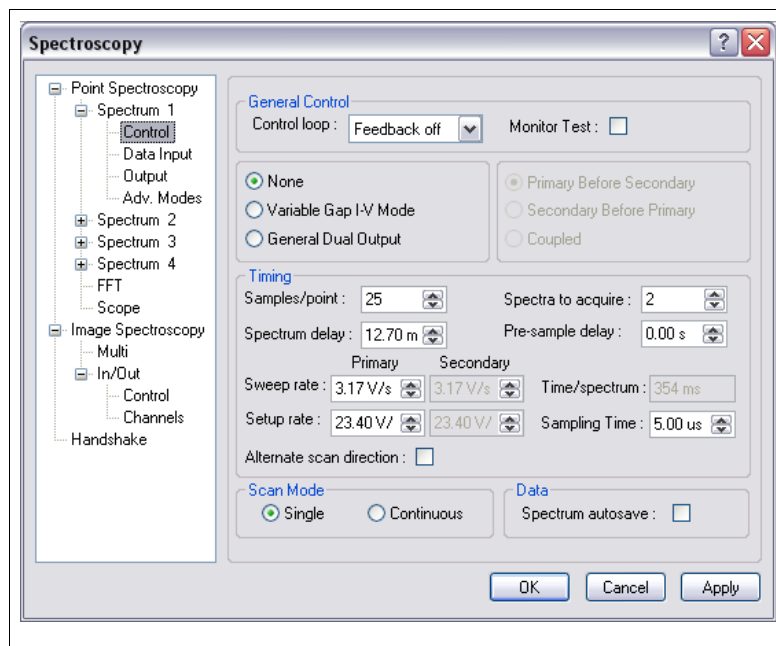 Spectroscopy
Point Spectroscopy
Spectrum 1
Control
Data Input
Output
Adv. Modes
Spectrum 2
Spectrum 3
Spectrum 4
FFT
Scope
Image Spectroscopy
Multi
In/Out
Control
Channels
Handshake
General Control
Control loop : Feedback off Monitor Test :
None
Variable Gap I-V Mode
General Dual Output
Primary Before Secondary
Secondary Before Primary
Coupled
Timing
Samples/point : 25 Spectra to acquire : 2
Spectrum delay : 12.70 m Pre-sample delay : 0.00 s
Primary Secondary
Sweep rate : 3.17 V/s 3.17 V/s Time/spectrum : 354 ms
Setup rate : 23.40 V/ 23.40 V/ Sampling Time : 5.00 us
Alternate scan direction :
Scan Mode
Single Continuous
Data
Spectrum autosave :
OK Cancel Apply